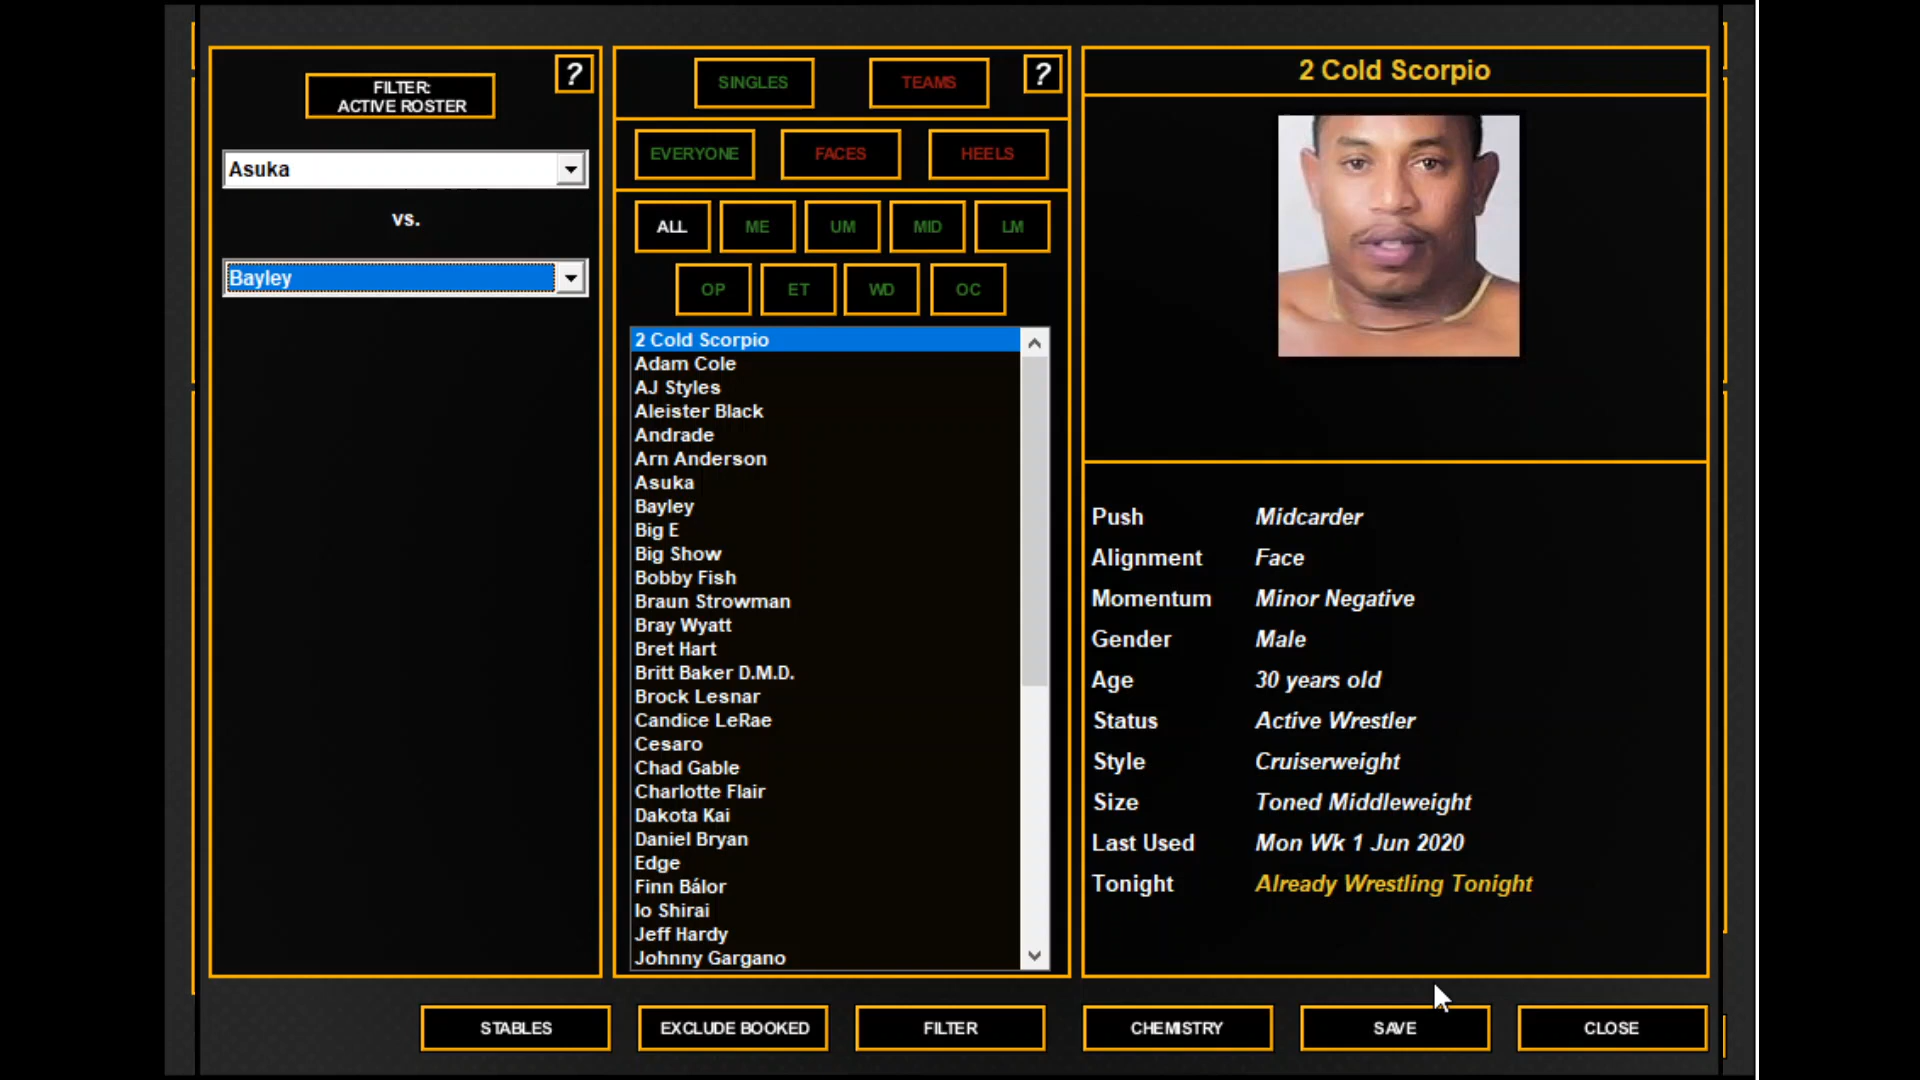 FILTER:
ACTIVE ROSTER
?
Asuka
vs.
Bayley
SINGLES
TEAMS
?
EVERYONE
FACES
HEELS
ALL
ME
UM
MID
LM
OP
ET
WD
OC
2 Cold Scorpio
Adam Cole
AJ Styles
Aleister Black
Andrade
Arn Anderson
Asuka
Bayley
Big E
Big Show
Bobby Fish
Braun Strowman
Bray Wyatt
Bret Hart
Britt Baker D.M.D.
Brock Lesnar
Candice LeRae
Cesaro
Chad Gable
Charlotte Flair
Dakota Kai
Daniel Bryan
Edge
Finn Bálor
Io Shirai
Jeff Hardy
Johnny Gargano
2 Cold Scorpio
Push Midcarder
Alignment Face
Momentum Minor Negative
Gender Male
Age 30 years old
Status Active Wrestler
Style Cruiserweight
Size Toned Middleweight
Last Used Mon Wk 1 Jun 2020
Tonight Already Wrestling Tonight
STABLES
EXCLUDE BOOKED
FILTER
CHEMISTRY
SAVE
CLOSE